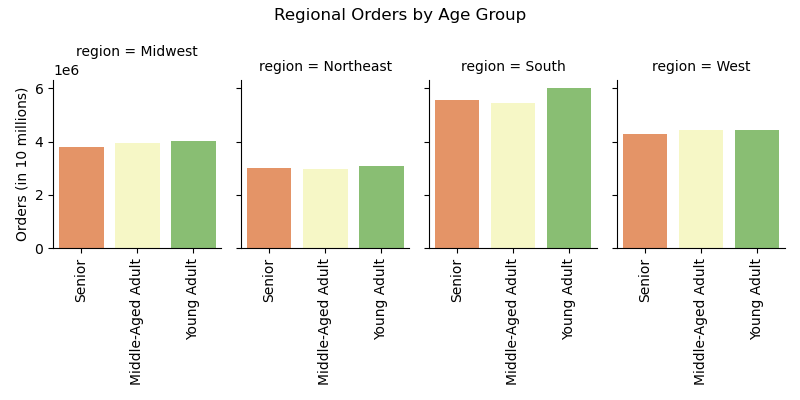 Regional Orders by Age Group
region = Midwest
region = Northeast
region = South
region = West
1e6
Orders (in 10 millions)
6
4
2
0
Senior
Middle-Aged Adult
Young Adult
Senior
Middle-Aged Adult
Young Adult
Senior
Middle-Aged Adult
Young Adult
Senior
Middle-Aged Adult
Young Adult